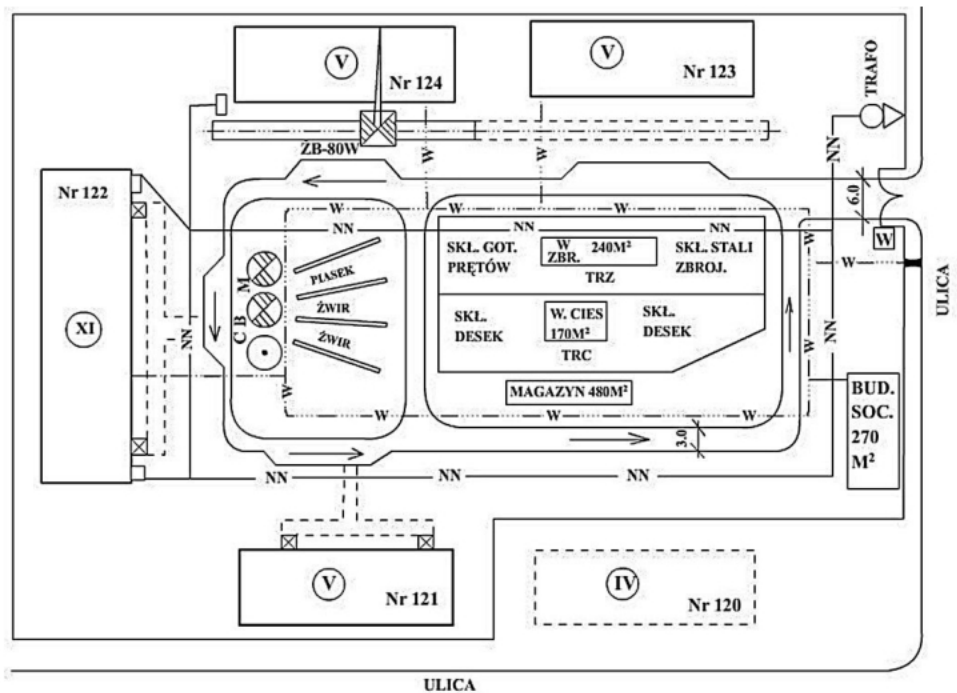 V
Nr 124
V
Nr 123
TRAFO
ŻB-80W
W
W
NN
6.0
Nr 122
W
W
W
W
NN
NN
NN
W
W
ULICA
M
B
C
PIASEK
ŻWIR
ŻWIR
SKŁ. GOT.
PRĘTÓW
W
ZBR.
240M²
TRZ
SKŁ. STALI
ZBROJ.
XI
NN
SKŁ.
DESEK
W. CIES
170M²
TRC
SKŁ.
DESEK
W
NN
W
MAGAZYN 480M²
W
W
W
3.0
BUD.
SOC.
270
M²
NN
NN
NN
V
Nr 121
IV
Nr 120
ULICA